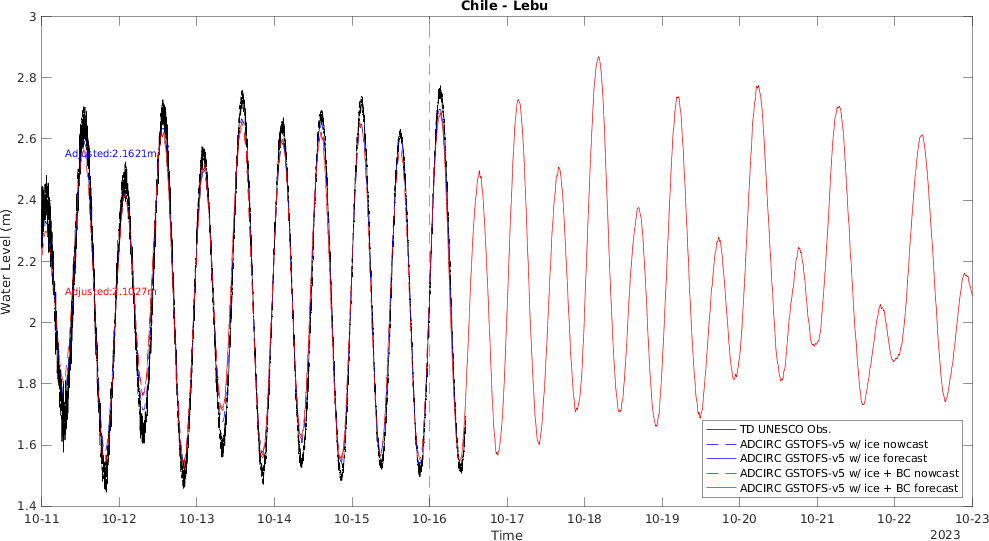 Chile - Lebu
3
2.8
2.6
2.4
2.2
2
1.8
1.6
1.4
Water Level (m)
Adjusted:2.1621m
Adjusted:2.1027m
TD UNESCO Obs.
ADCIRC GSTOFS-v5 w/ ice nowcast
ADCIRC GSTOFS-v5 w/ ice forecast
ADCIRC GSTOFS-v5 w/ ice + BC nowcast
ADCIRC GSTOFS-v5 w/ ice + BC forecast
10-11 10-12 10-13 10-14 10-15 10-16 10-17 10-18 10-19 10-20 10-21 10-22 10-23
Time
2023